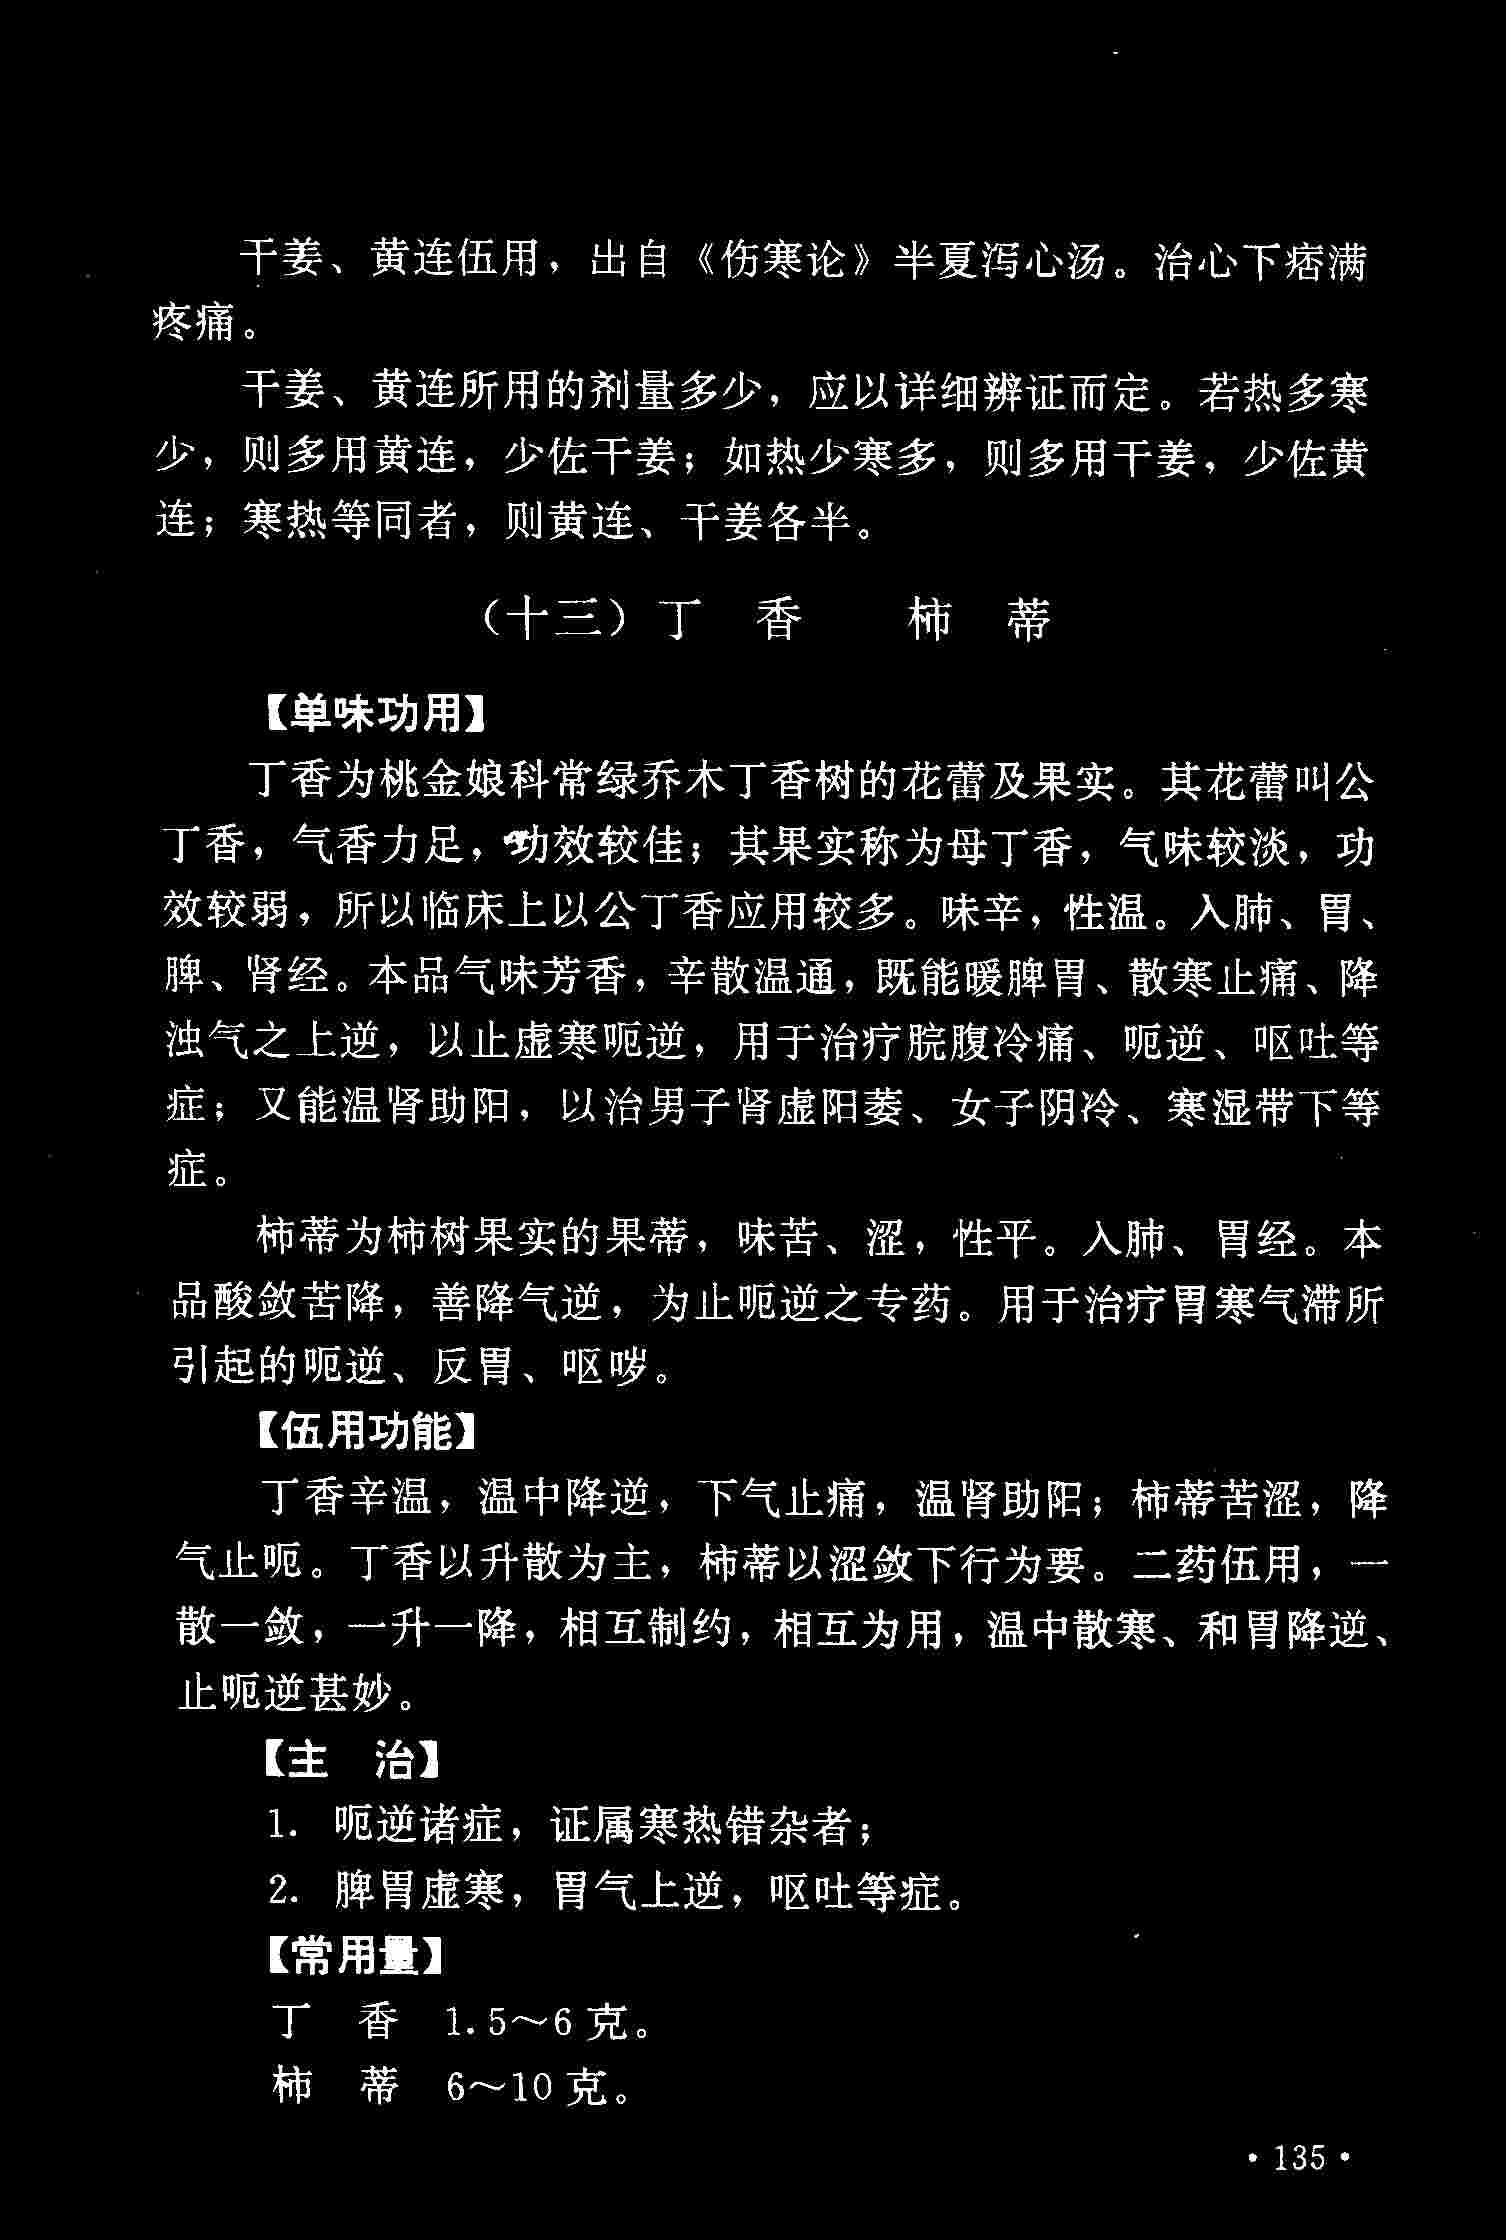 干姜、黄连伍用，出自《伤寒论》半夏泻心汤。治心下痞满
疼痛。
干姜、黄连所用的剂量多少，应以详细辨证而定。若热多寒
少，则多用黄连，少佐干姜；如热少寒多，则多用干姜，少佐黄
连；寒热等同者，则黄连、干姜各半。
（十三）丁　香　　柿　蒂
【单味功用】
丁香为桃金娘科常绿乔木丁香树的花蕾及果实。其花蕾叫公
丁香，气香力足，功效较佳；其果实称为母丁香，气味较淡，功
效较弱，所以临床上以公丁香应用较多。味辛，性温。入肺、胃、
脾、肾经。本品气味芳香，辛散温通，既能暖脾胃、散寒止痛、降
浊气之上逆，以止虚寒呃逆，用于治疗脘腹冷痛、呃逆、呕吐等
症；又能温肾助阳，以治男子肾虚阳萎、女子阴冷、寒湿带下等
症。
柿蒂为柿树果实的果蒂，味苦、涩，性平。入肺、胃经。本
品酸敛苦降，善降气逆，为止呃逆之专药。用于治疗胃寒气滞所
引起的呃逆、反胃、呕哕。
【伍用功能】
丁香辛温，温中降逆，下气止痛，温肾助阳；柿蒂苦涩，降
气止呃。丁香以升散为主，柿蒂以涩敛下行为要。二药伍用，一
散一敛，一升一降，相互制约，相互为用，温中散寒、和胃降逆、
止呃逆甚妙。
【主　治】
1. 呃逆诸症，证属寒热错杂者；
2. 脾胃虚寒，胃气上逆，呕吐等症。
【常用量】
丁　香　1.5～6 克。
柿　蒂　6～10 克。
·135·